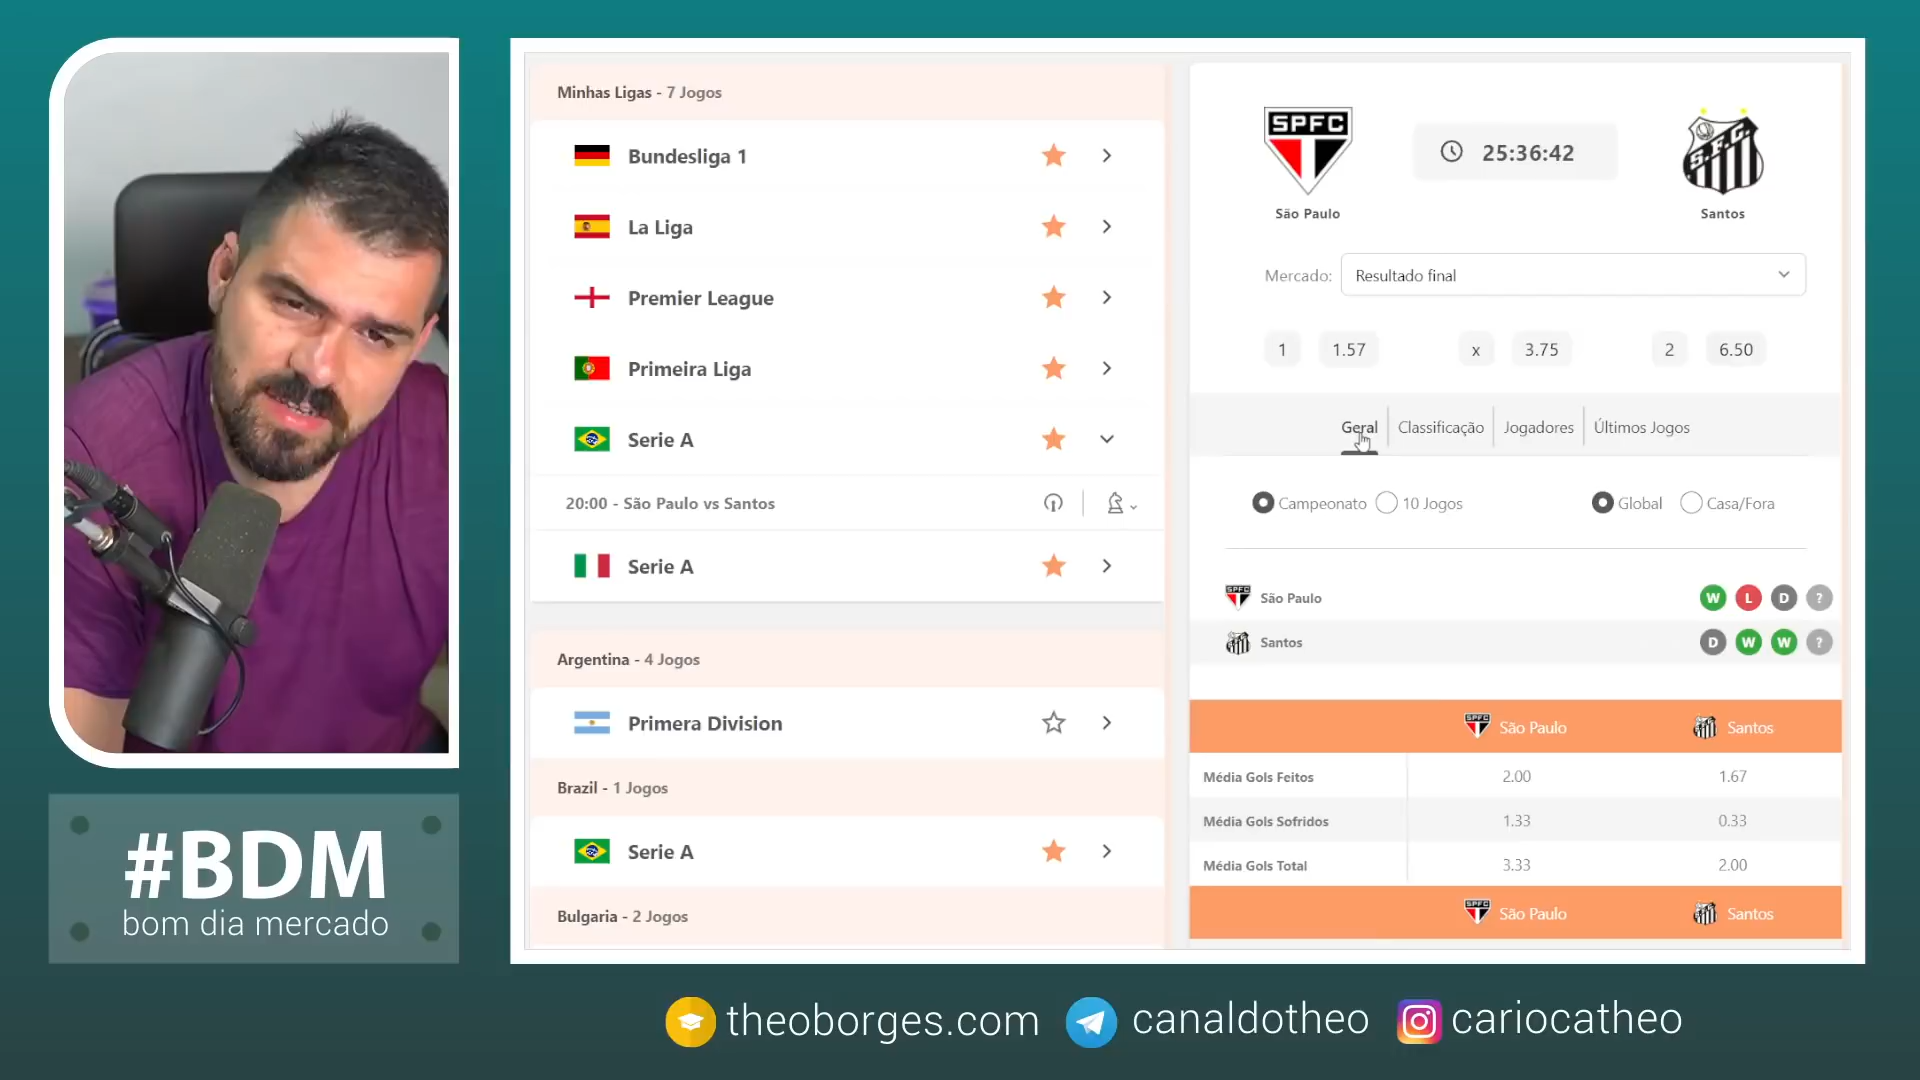 Minhas Ligas - 7 Jogos
Bundesliga 1
La Liga
Premier League
Primeira Liga
Serie A
20:00 - São Paulo vs Santos
Serie A
Argentina - 4 Jogos
Primera Division
Brazil - 1 Jogos
Serie A
Bulgaria - 2 Jogos
SPFC
25:36:42
S.F.C.
São Paulo
Santos
Mercado: Resultado final
1 1.57 x 3.75 2 6.50
Geral Classificação Jogadores Últimos Jogos
Campeonato 10 Jogos Global Casa/Fora
São Paulo W L D ?
Santos D W W ?
São Paulo Santos
Média Gols Feitos 2.00 1.67
Média Gols Sofridos 1.33 0.33
Média Gols Total 3.33 2.00
São Paulo Santos
#BDM
bom dia mercado
theoborges.com canaldotheo cariocatheo